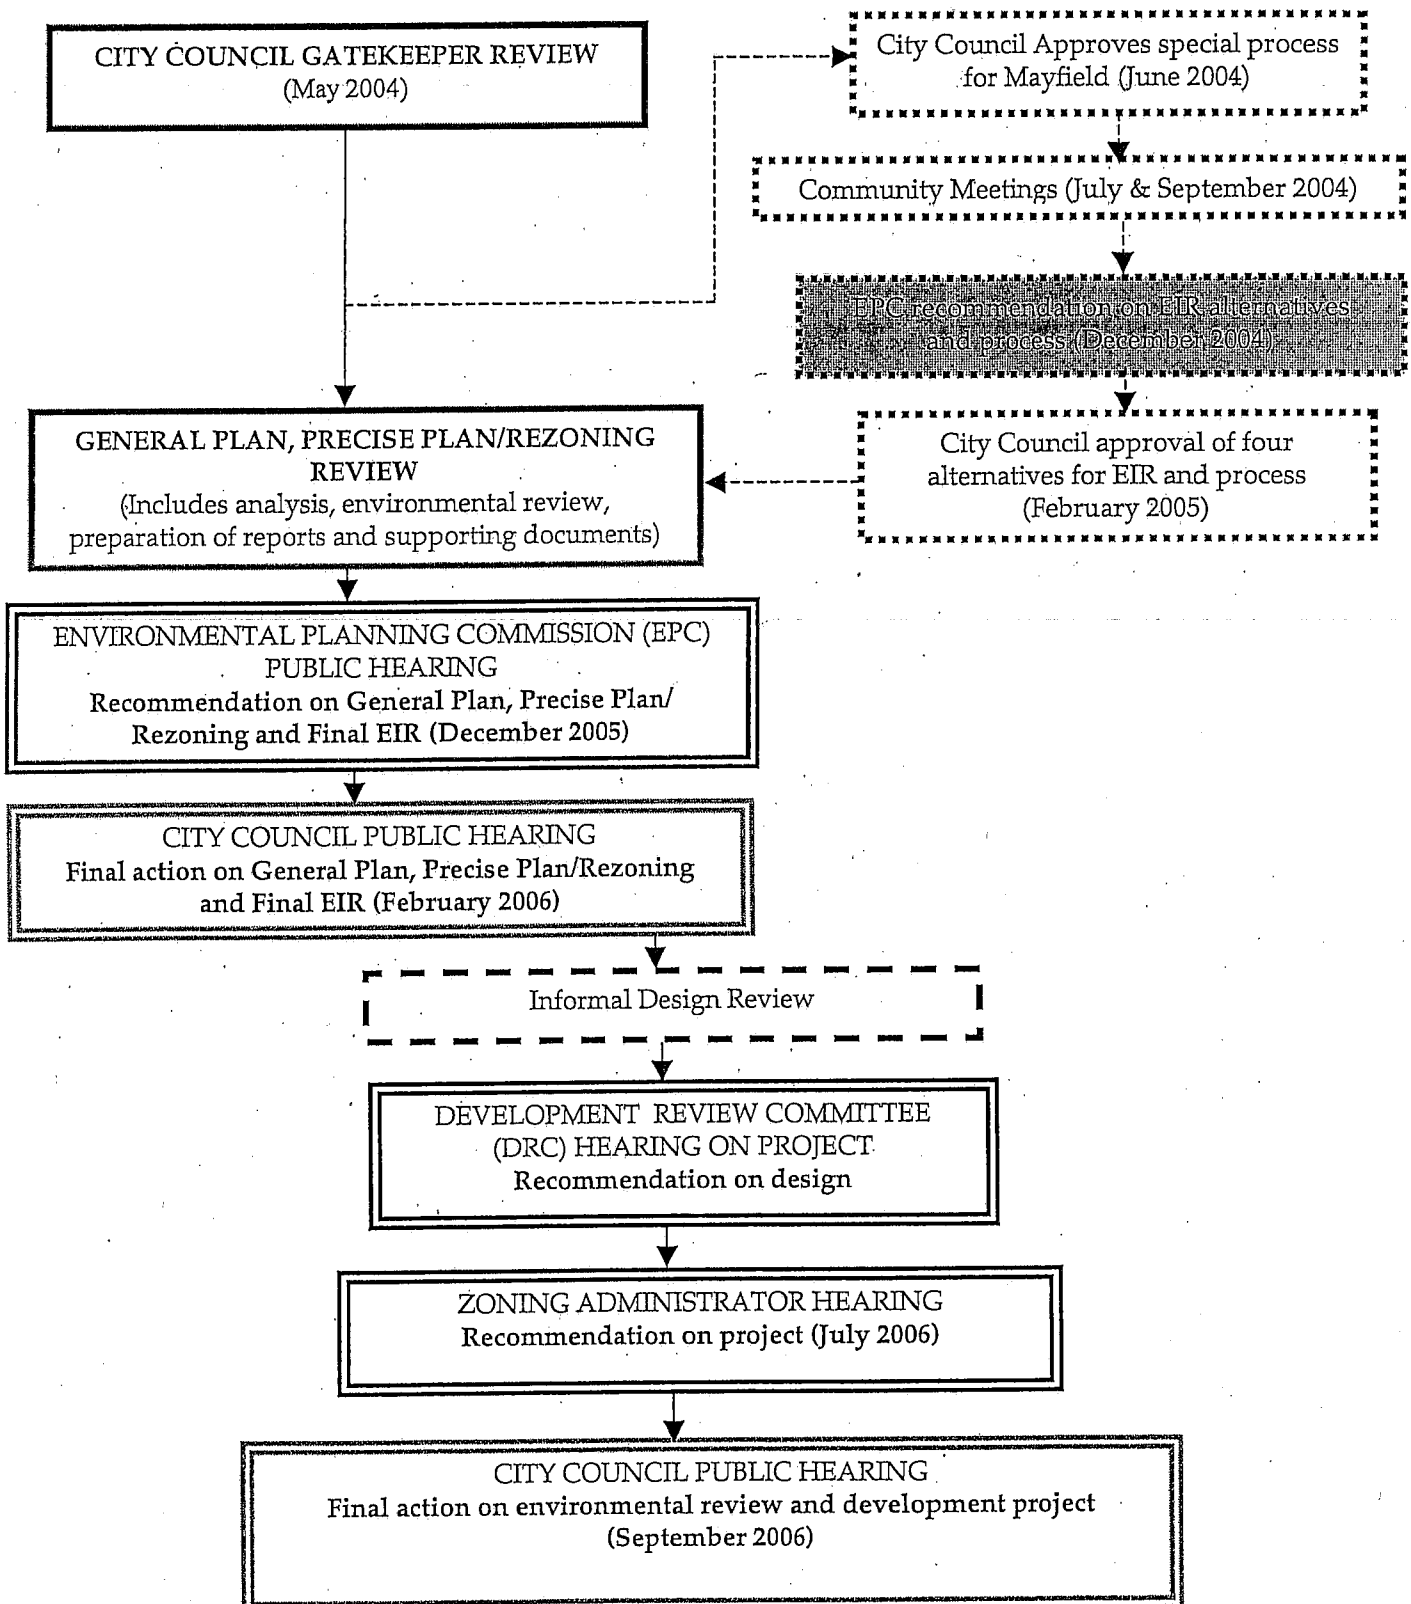 CITY COUNCIL GATEKEEPER REVIEW
(May 2004)
City Council Approves special process
for Mayfield (June 2004)
Community Meetings (July & September 2004)
EPC recommendation on EIR alternatives
and process (December 2004)
City Council approval of four
alternatives for EIR and process
(February 2005)
GENERAL PLAN, PRECISE PLAN/REZONING
REVIEW
(Includes analysis, environmental review,
preparation of reports and supporting documents)
ENVIRONMENTAL PLANNING COMMISSION (EPC)
PUBLIC HEARING
Recommendation on General Plan, Precise Plan/
Rezoning and Final EIR (December 2005)
CITY COUNCIL PUBLIC HEARING
Final action on General Plan, Precise Plan/Rezoning
and Final EIR (February 2006)
Informal Design Review
DEVELOPMENT REVIEW COMMITTEE
(DRC) HEARING ON PROJECT
Recommendation on design
ZONING ADMINISTRATOR HEARING
Recommendation on project (July 2006)
CITY COUNCIL PUBLIC HEARING
Final action on environmental review and development project
(September 2006)